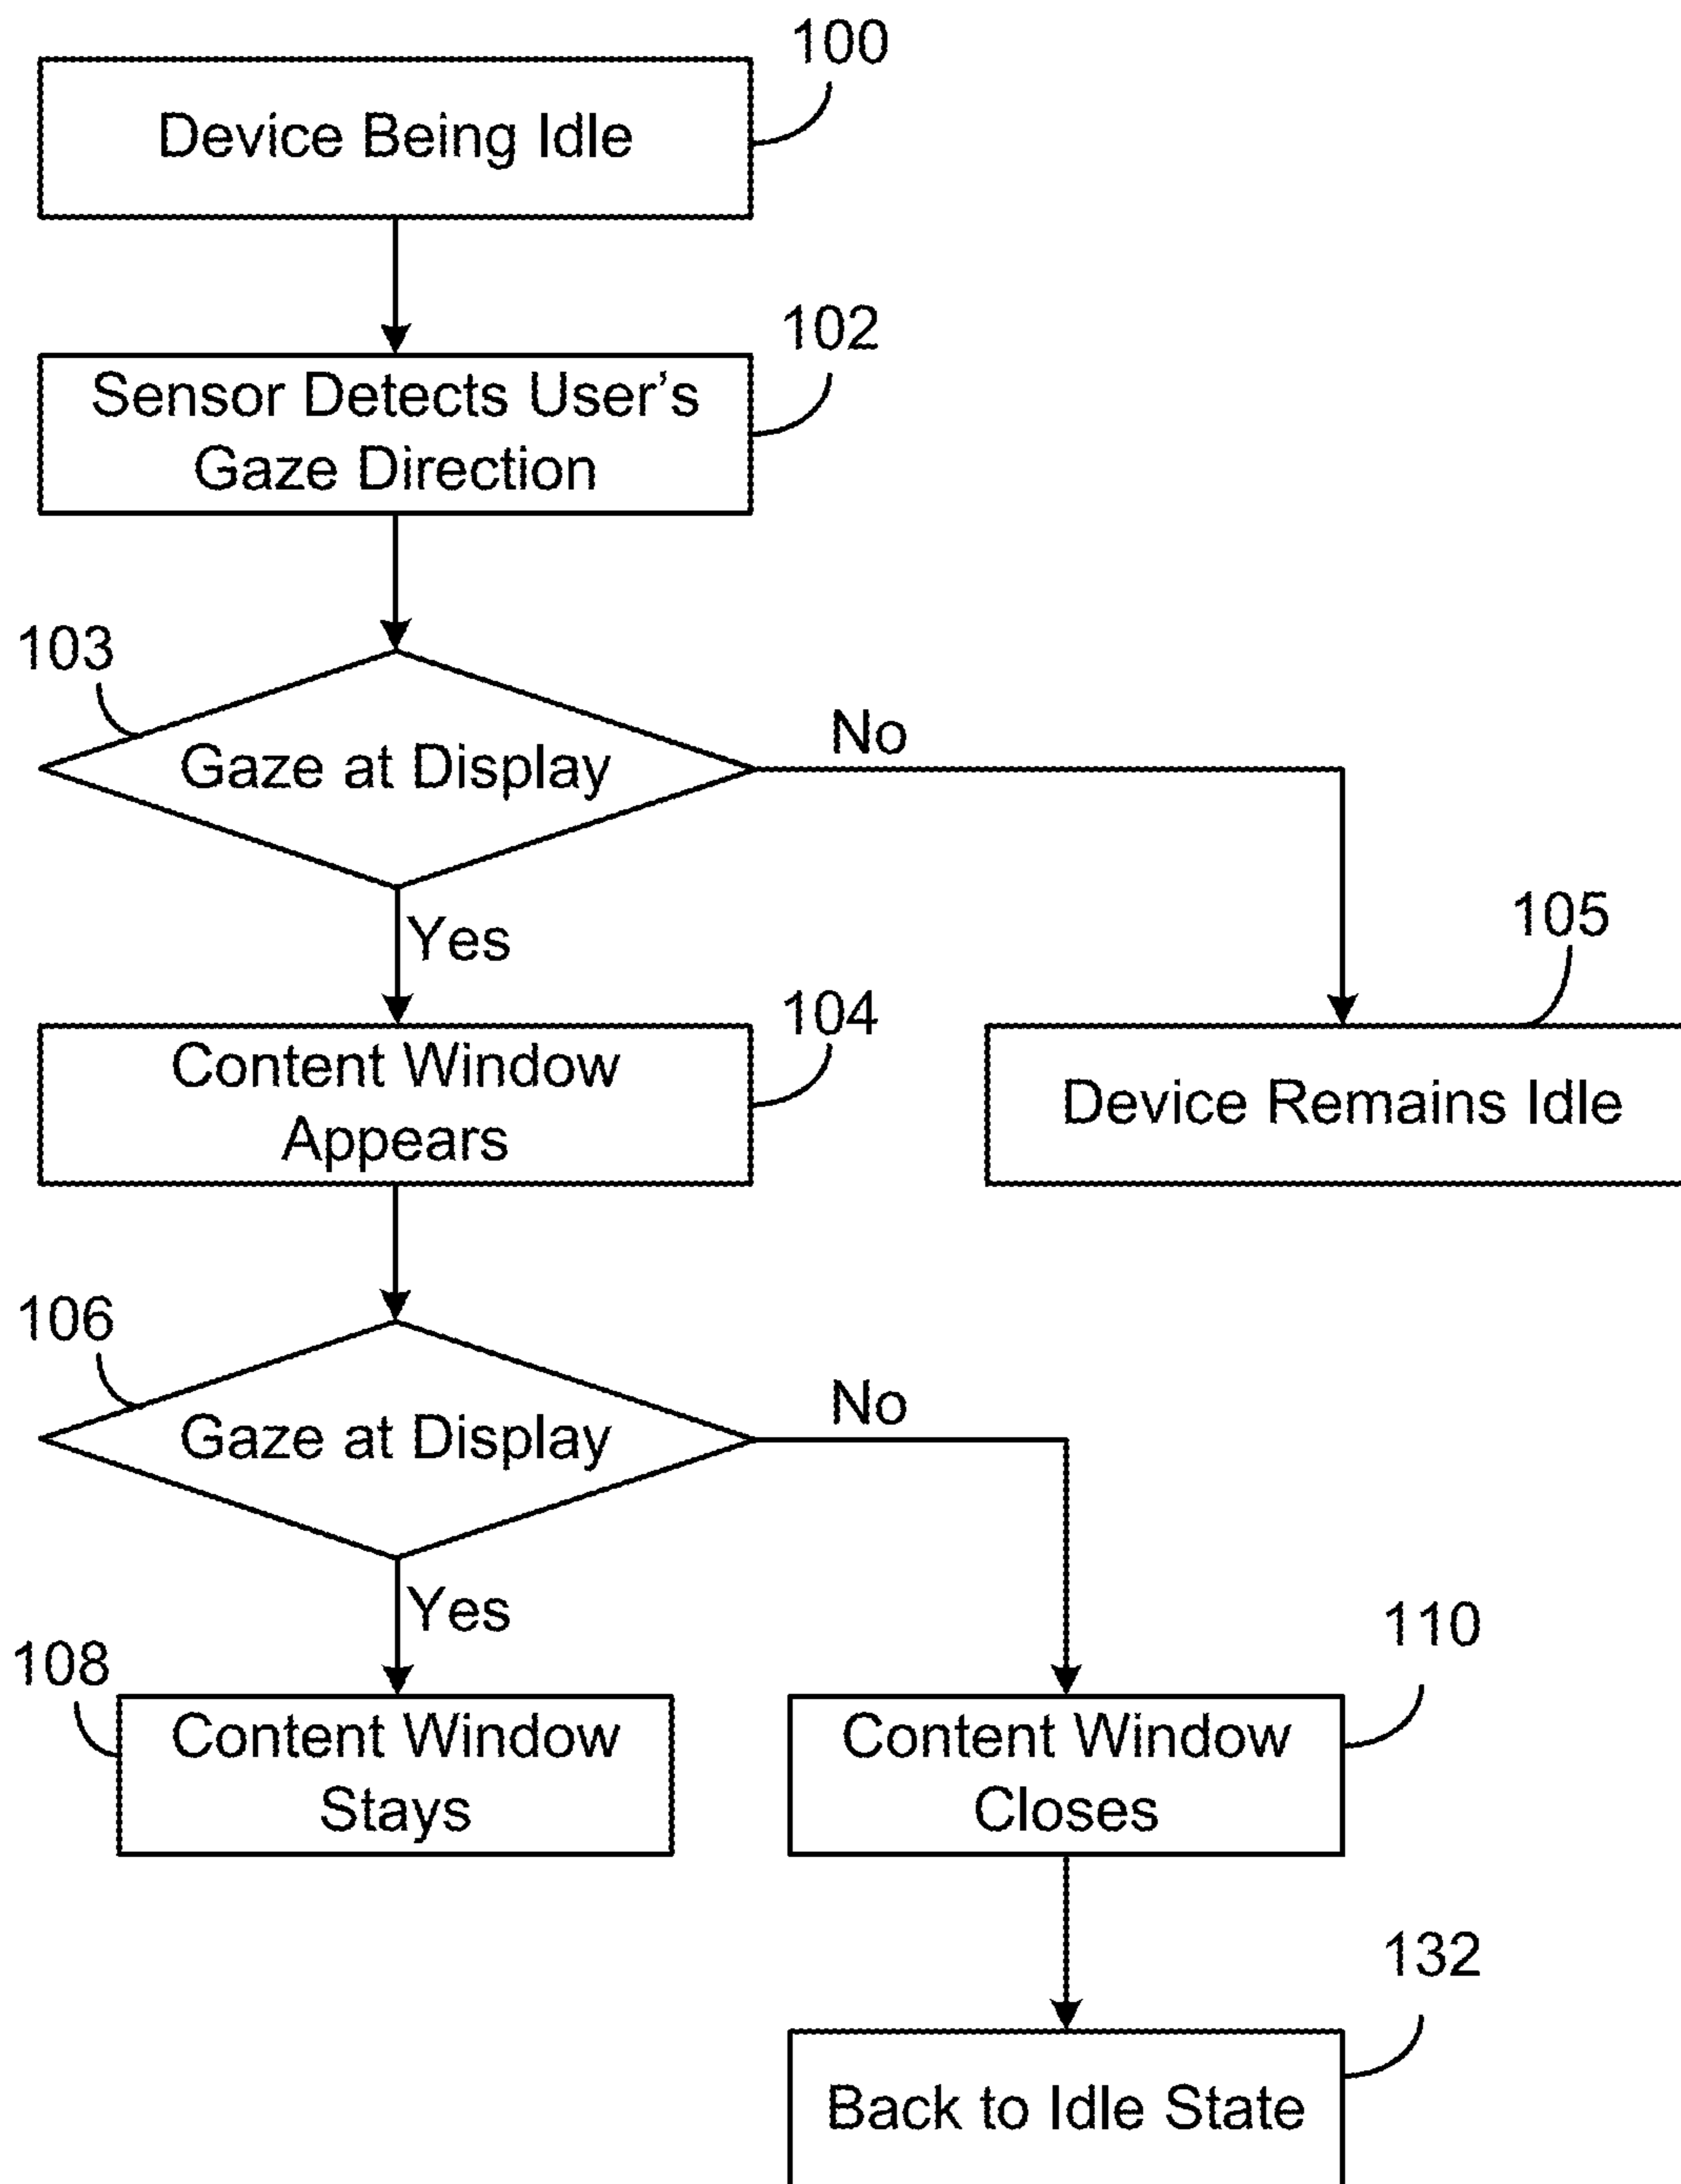 100
Device Being Idle
102
Sensor Detects User's
Gaze Direction
103
Gaze at Display
No
Yes
105
104
Content Window
Appears
Device Remains Idle
106
Gaze at Display
No
Yes
108
110
Content Window
Stays
Content Window
Closes
132
Back to Idle State